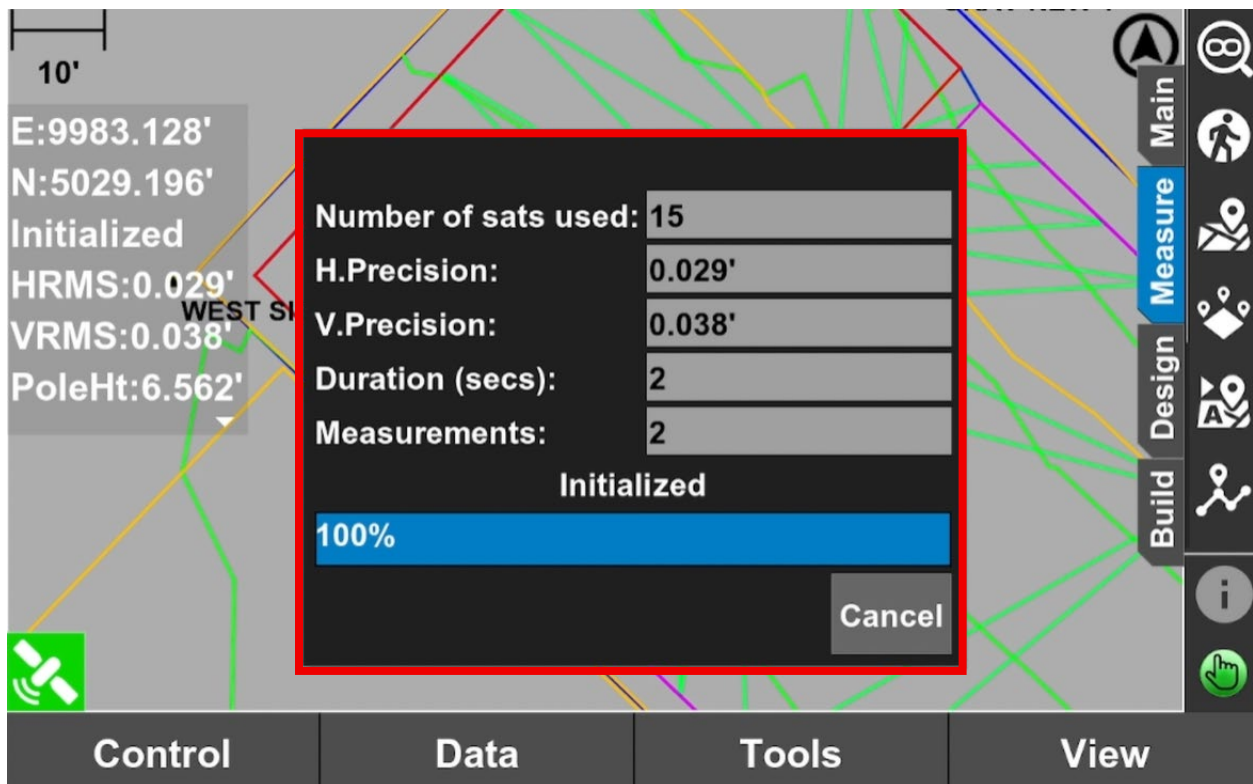 10'
E:9983.128'
N:5029.196'
Initialized
HRMS:0.029'
VRMS:0.038'
PoleHt:6.562'
WEST SI
Number of sats used: 15
H.Precision: 0.029'
V.Precision: 0.038'
Duration (secs): 2
Measurements: 2
Initialized
100%
Cancel
Main
Measure
Design
Build
A
i
Control Data Tools View